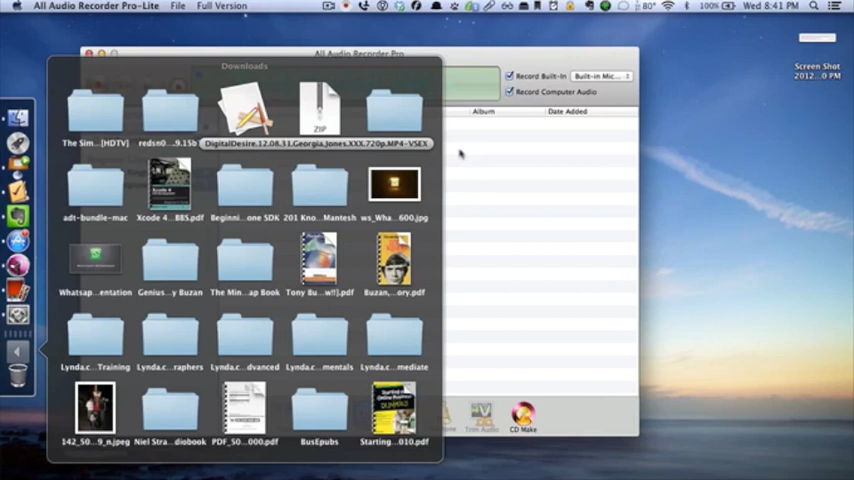 All Audio Recorder Pro-Lite File Full Version
80° 100% Wed 8:41 PM
All Audio Recorder Pro
Downloads
Record Built-In Built-in Mic...
Record Computer Audio
Album Date Added
Screen Shot
2012...0 PM
ZIP
The Sim...[HDTV] redsn0...9.15b DigitalDesire.12.08.31.Georgia.Jones.XXX.720p.MP4-VSEX
adt-bundle-mac Xcode 4...BBS.pdf Beginni...one SDK 201 Kno...Mantesh ws_Wha...600.jpg
Whatsap...entation Genius...y Buzan The Min...ap Book Tony Bu...w!!].pdf Buzan,...ory.pdf
Lynda.c...Training Lynda.c...raphers Lynda.c...dvanced Lynda.c...mentals Lynda.c...mediate
DUMMIES
142_50...9_n.jpeg Niel Stra...diobook PDF_50...000.pdf BusEpubs Starting...010.pdf
Trim Audio CD Make